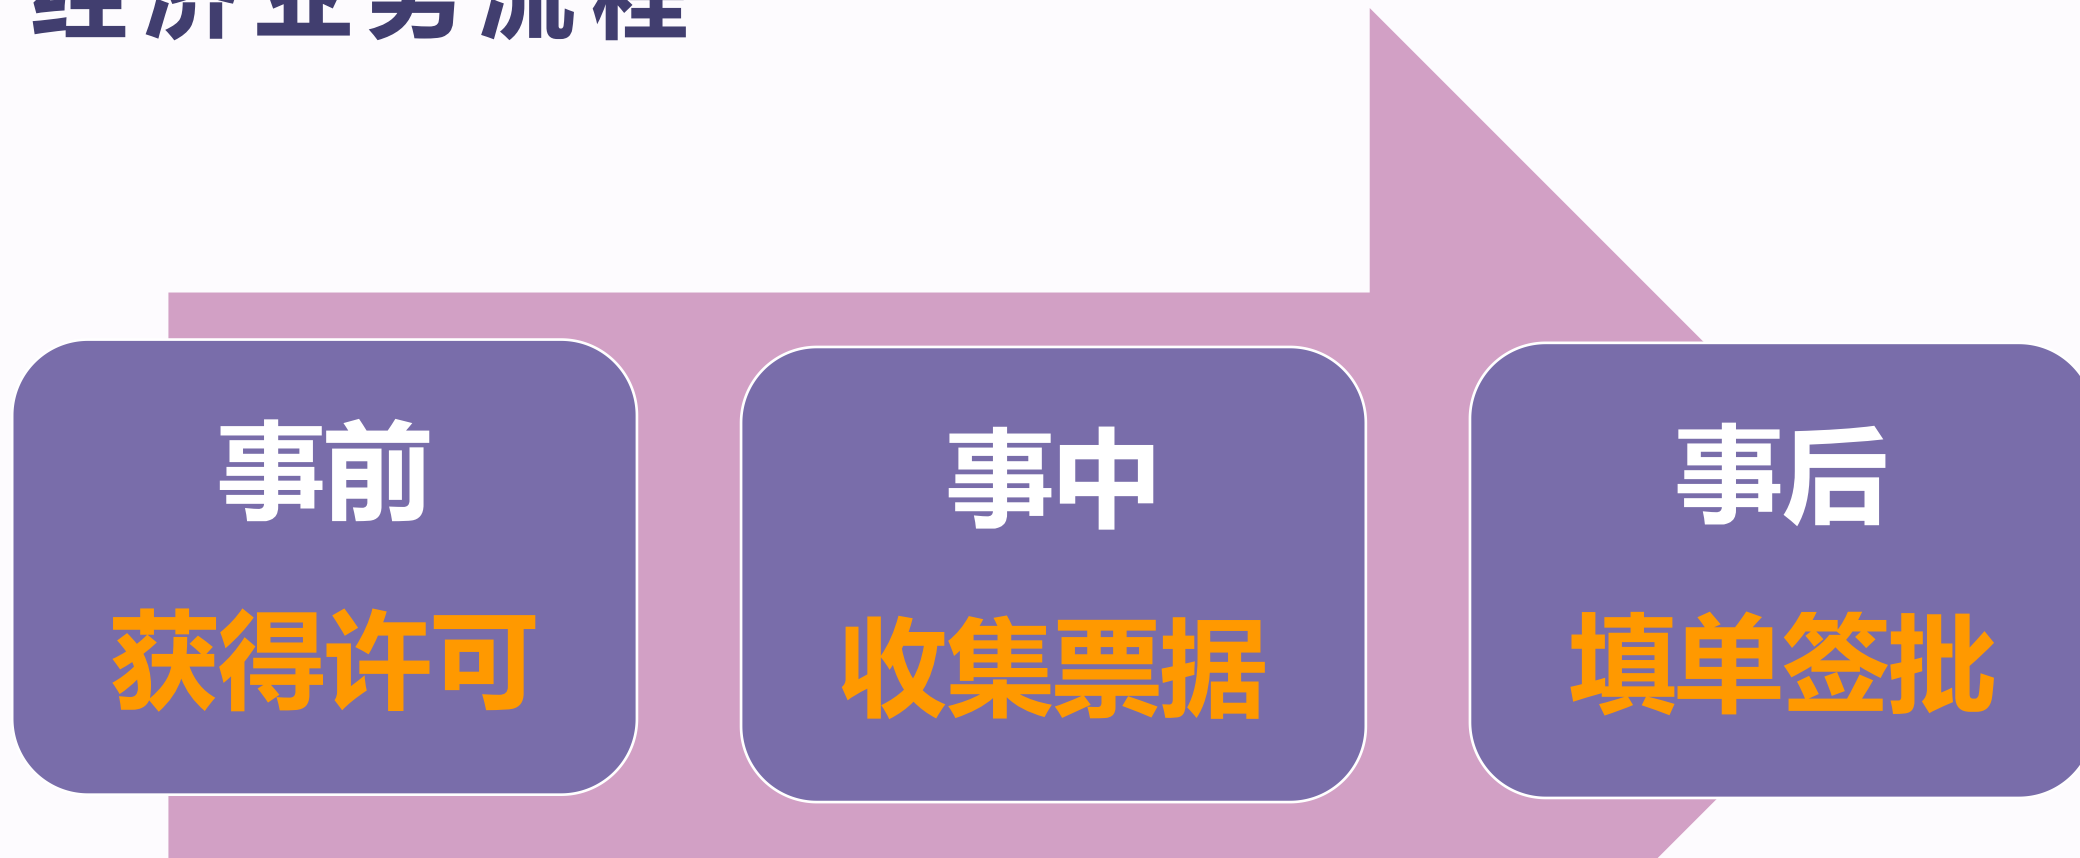 经济业务流程
事前
获得许可
事中
收集票据
事后
填单签批